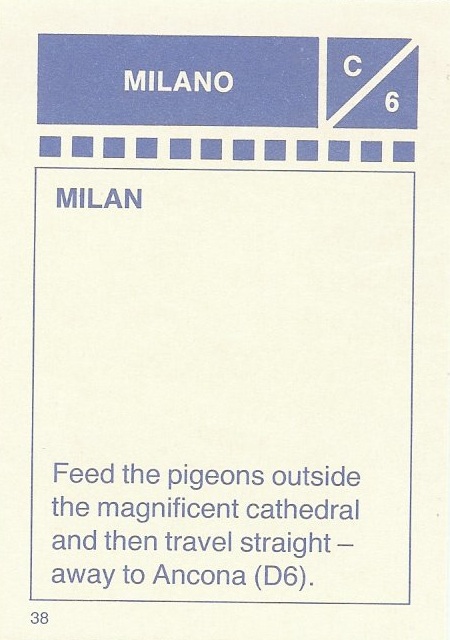 MILANO
C
6
MILAN
Feed the pigeons outside
the magnificent cathedral
and then travel straight –
away to Ancona (D6).
38